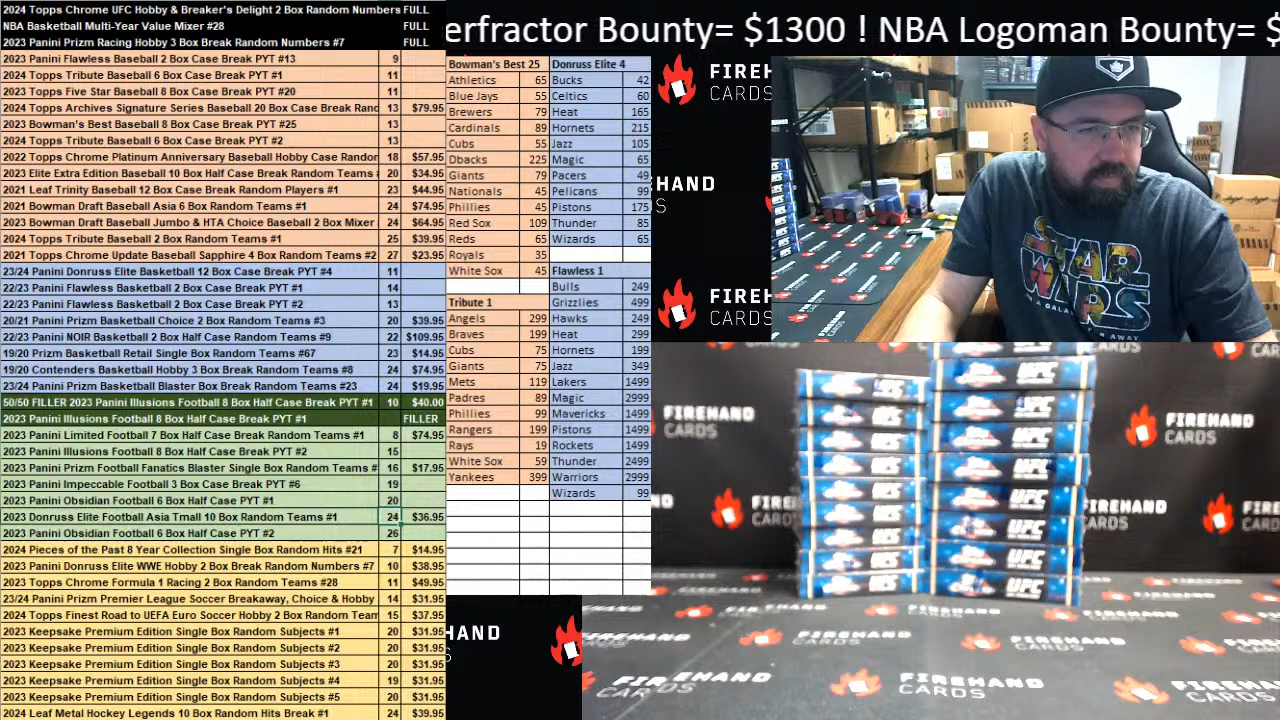 erfractor Bounty= $1300 ! NBA Logoman Bounty= $
2024 Topps Chrome UFC Hobby & Breaker's Delight 2 Box Break Random Numbers FULL
NBA Basketball Multi-Year Value Mixer #28 FULL
2023 Panini Prizm Racing Hobby 3 Box Break Random Numbers #7 FULL
2023 Panini Flawless Baseball 2 Box Case Break PYT #13 9
2024 Topps Tribute Baseball 6 Box Case Break PYT #1 11
2023 Topps Five Star Baseball 8 Box Case Break PYT #20 11
2024 Topps Archives Signature Series Baseball 20 Box Case Break Ranc 13 $79.95
2023 Bowman's Best Baseball 8 Box Case Break PYT #25 13
2024 Topps Tribute Baseball 6 Box Case Break PYT #2 13
2022 Topps Chrome Platinum Anniversary Baseball Hobby Case Randor 18 $57.95
2023 Elite Extra Edition Baseball 10 Box Half Case Break Random Teams 20 $34.95
2021 Leaf Trinity Baseball 12 Box Case Break Random Players #1 23 $44.95
2021 Bowman Draft Baseball Asia 6 Box Random Teams #1 24 $74.95
2023 Bowman Draft Baseball Jumbo & HTA Choice Baseball 2 Box Mixer 24 $64.95
2024 Topps Tribute Baseball 2 Box Random Teams #1 25 $39.95
2021 Topps Chrome Update Baseball Sapphire 4 Box Random Teams #2 27 $23.95
23/24 Panini Donruss Elite Basketball 12 Box Case Break PYT #4 11
22/23 Panini Flawless Basketball 2 Box PYT #1 14
22/23 Panini Flawless Basketball 2 Box PYT #2 13
20/21 Panini Prizm Basketball Choice 2 Box Random Teams #3 20 $39.95
22/23 Panini NOIR Basketball 2 Box Half Case Random Teams #9 22 $109.95
19/20 Prizm Basketball Retail Single Box Random Teams #67 23 $14.95
19/20 Contenders Basketball Hobby 3 Box Break Random Teams #8 24 $74.95
23/24 Panini Prizm Basketball Blaster Box Break Random Teams #23 24 $19.95
50/50 FILLER 2023 Panini Illusions Football 8 Box Half Case Break PYT #1 10 $40.00
2023 Panini Illusions Football 8 Box Half Case Break PYT #1 FILLER
2023 Panini Limited Football 7 Box Half Case Break Random Teams #1 8 $74.95
2023 Panini Illusions Football 8 Box Half Case Break PYT #2 15
2023 Panini Prizm Football Fanatics Blaster Single Box Random Teams # 16 $17.95
2023 Panini Impeccable Football 3 Box Case Break PYT #6 19
2023 Panini Obsidian Football 6 Box Half Case PYT #1 20
2023 Donruss Elite Football Asia Tmall 10 Box Random Teams #1 24 $36.95
2023 Panini Obsidian Football 6 Box Half Case PYT #2 26
2024 Pieces of the Past 8 Year Collection Single Box Random Hits #21 7 $14.95
2023 Panini Donruss Elite WWE Hobby 2 Box Random Numbers #7 10 $38.95
2023 Topps Chrome Formula 1 Racing 2 Box Random Teams #28 11 $49.95
23/24 Panini Prizm Premier League Soccer Breakaway, Choice & Hobby 14 $31.95
2024 Topps Finest Road to UEFA Euro Soccer Hobby 2 Box Random Team 15 $37.95
2023 Keepsake Premium Edition Single Box Random Subjects #1 20 $31.95
2023 Keepsake Premium Edition Single Box Random Subjects #2 20 $31.95
2023 Keepsake Premium Edition Single Box Random Subjects #3 20 $31.95
2023 Keepsake Premium Edition Single Box Random Subjects #4 19 $31.95
2023 Keepsake Premium Edition Single Box Random Subjects #5 20 $31.95
2024 Leaf Metal Hockey Legends 10 Box Random Hits Break #1 24 $39.95
Bowman's Best 25
Athletics 65
Blue Jays 55
Brewers 79
Cardinals 89
Cubs 55
Dbacks 225
Giants 79
Nationals 45
Phillies 45
Red Sox 109
Reds 65
Royals 35
White Sox 45
Tribute 1
Angels 299
Braves 199
Cubs 75
Giants 75
Mets 119
Padres 89
Phillies 99
Rangers 199
Rays 19
White Sox 59
Yankees 399
Donruss Elite 4
Bucks 42
Celtics 60
Heat 165
Hornets 215
Jazz 105
Magic 65
Pacers 49
Pelicans 99
Pistons 175
Thunder 85
Wizards 65
Flawless 1
Bulls 249
Grizzlies 499
Hawks 249
Heat 299
Hornets 199
Jazz 349
Lakers 1499
Magic 2999
Mavericks 1499
Pistons 1499
Rockets 1499
Thunder 2499
Warriors 2999
Wizards 99
FIREH
CARDS
HAND
FIREH
CARDS
HAND
STAR
WARS
FIREHAND
CARDS
FIREHAND
CARDS
UFC
UFC
UFC
UFC
UFC
UFC
UFC
UFC
FIREHAND
CARDS
FIREHAND
CARDS